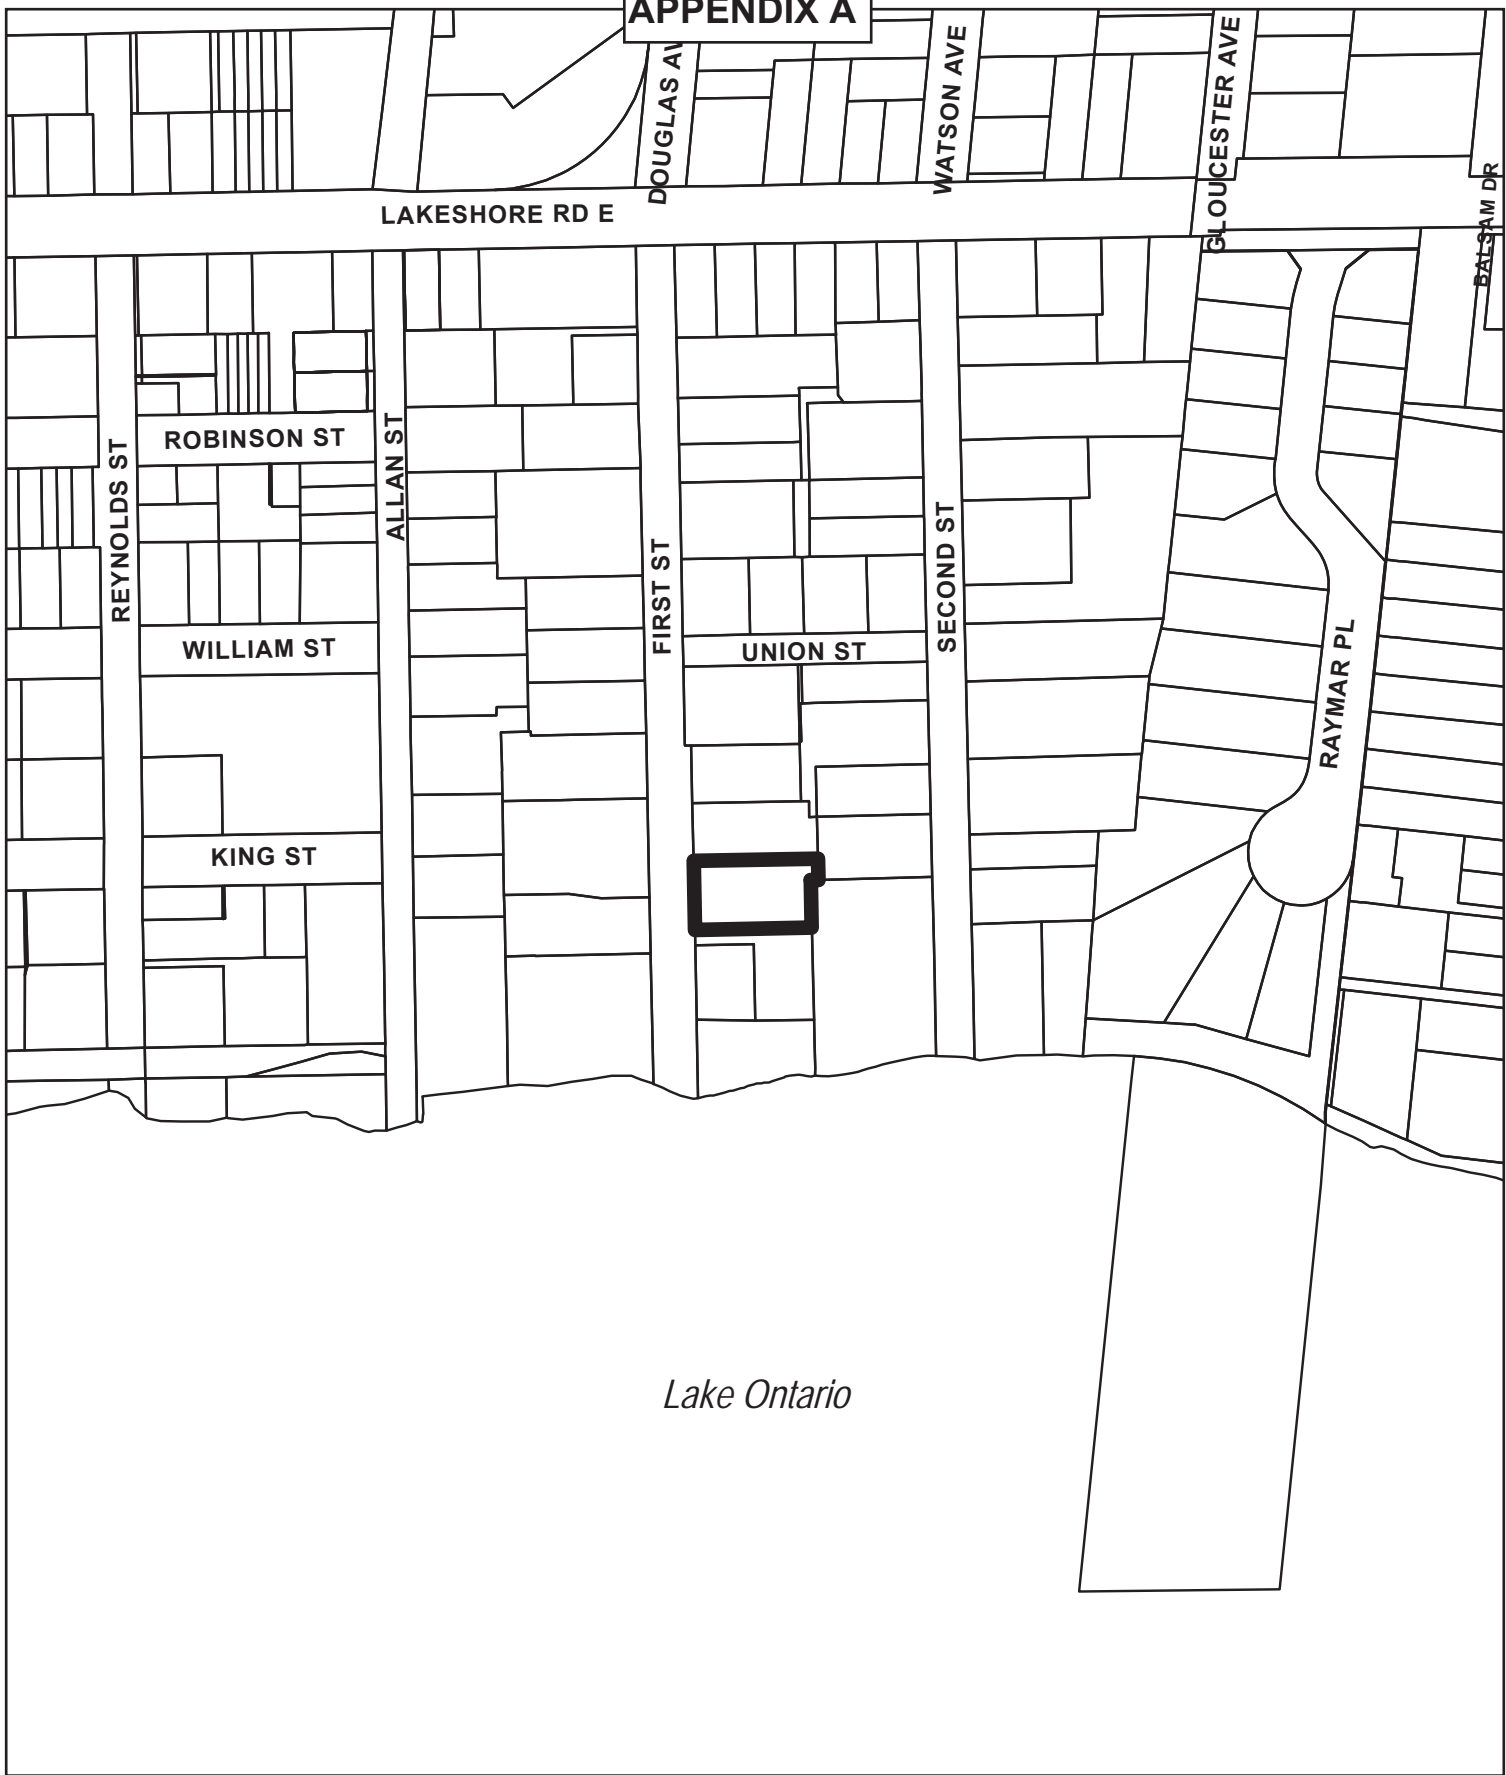 APPENDIX A
DOUGLAS AV
WATSON AVE
GLOUCESTER AVE
BALSAM DR
LAKESHORE RD E
ROBINSON ST
REYNOLDS ST
ALLAN ST
FIRST ST
SECOND ST
WILLIAM ST
UNION ST
RAYMAR PL
KING ST
Lake Ontario